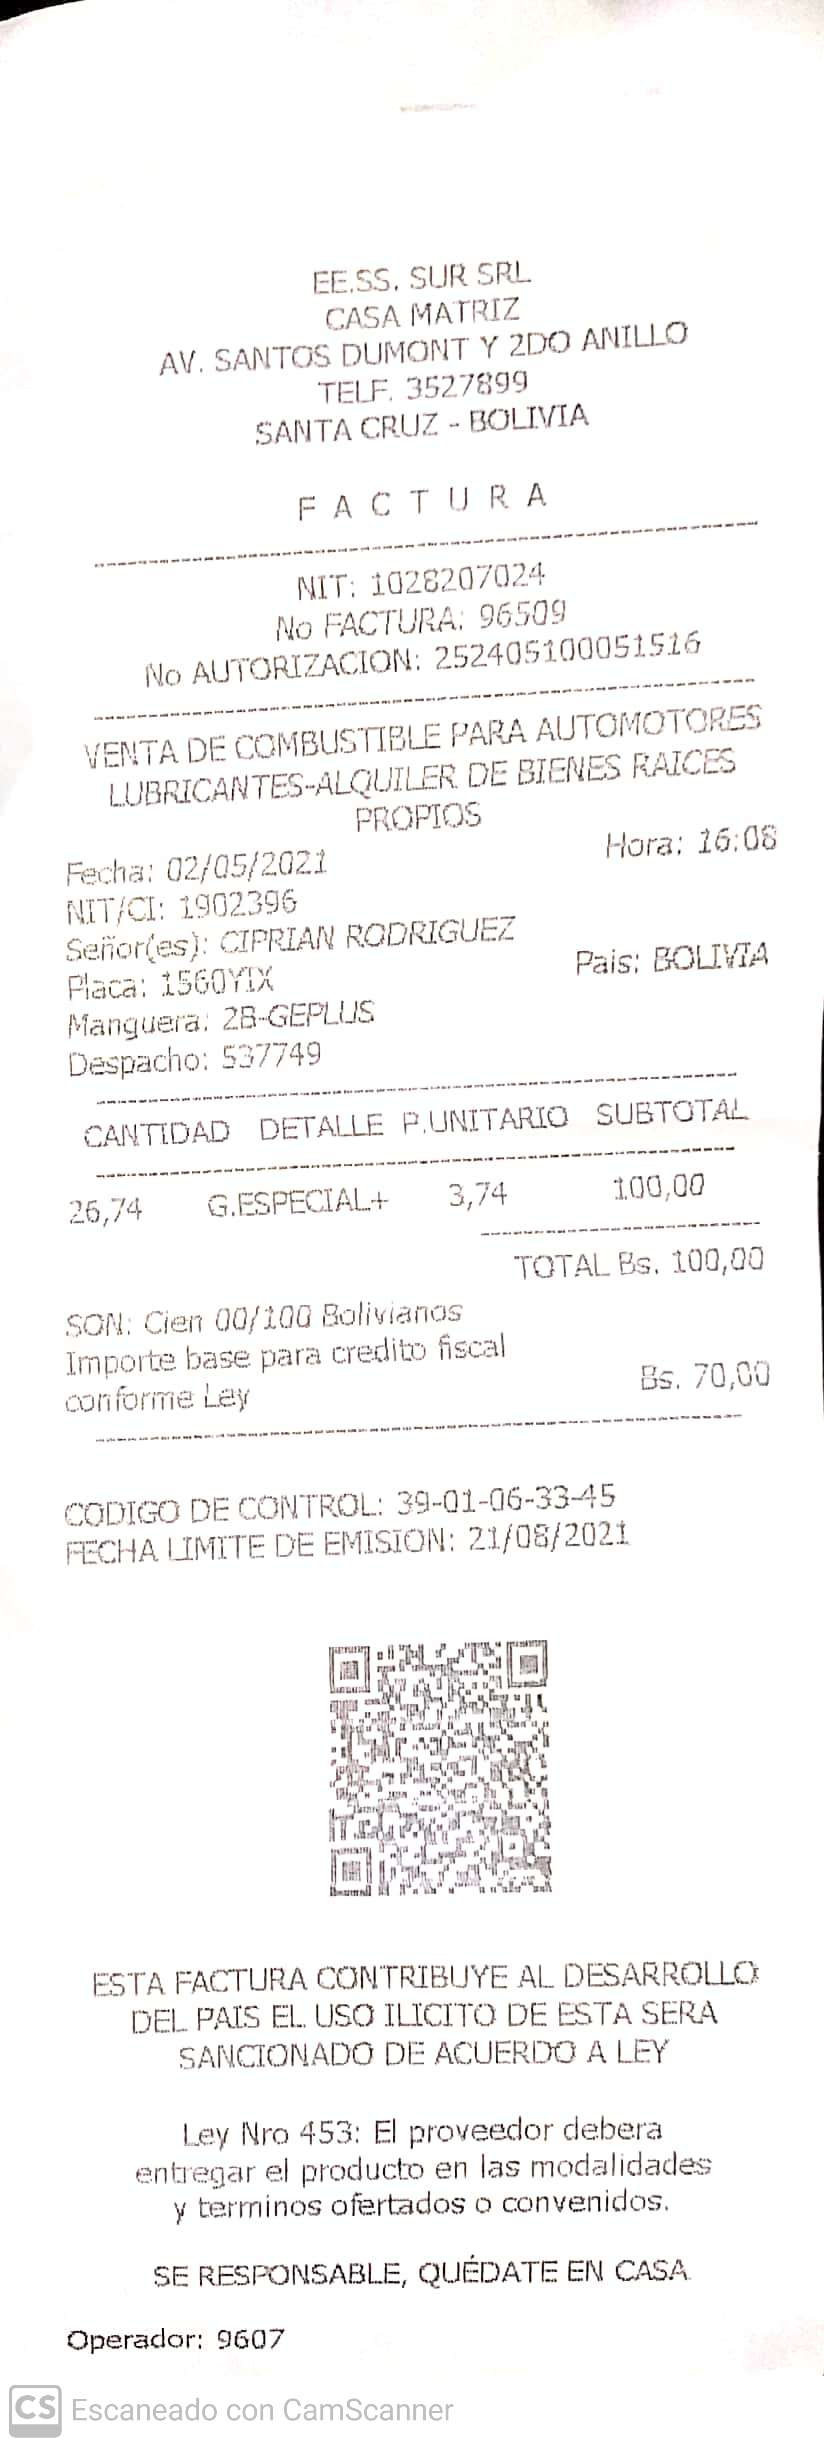 EE.SS. SUR SRL
CASA MATRIZ
AV. SANTOS DUMONT Y 2DO ANILLO
TELF. 3527899
SANTA CRUZ - BOLIVIA
F A C T U R A
NIT: 1028207024
No FACTURA: 96509
No AUTORIZACION: 252405100051516
VENTA DE COMBUSTIBLE PARA AUTOMOTORES
LUBRICANTES-ALQUILER DE BIENES RAICES
PROPIOS
Fecha: 02/05/2021 Hora: 16:08
NIT/CI: 1902396
Señor(es): CIPRIAN RODRIGUEZ
Placa: 1560YIX Pais: BOLIVIA
Manguera: 2B-GEPLUS
Despacho: 537749
CANTIDAD DETALLE P.UNITARIO SUBTOTAL
26,74 G.ESPECIAL+ 3,74 100,00
TOTAL Bs. 100,00
SON: Cien 00/100 Bolivianos
Importe base para credito fiscal
conforme Ley Bs. 70,00
CODIGO DE CONTROL: 39-01-06-33-45
FECHA LIMITE DE EMISION: 21/08/2021
ESTA FACTURA CONTRIBUYE AL DESARROLLO
DEL PAIS EL USO ILICITO DE ESTA SERA
SANCIONADO DE ACUERDO A LEY
Ley Nro 453: El proveedor debera
entregar el producto en las modalidades
y terminos ofertados o convenidos.
SE RESPONSABLE, QUÉDATE EN CASA
Operador: 9607
CS Escaneado con CamScanner